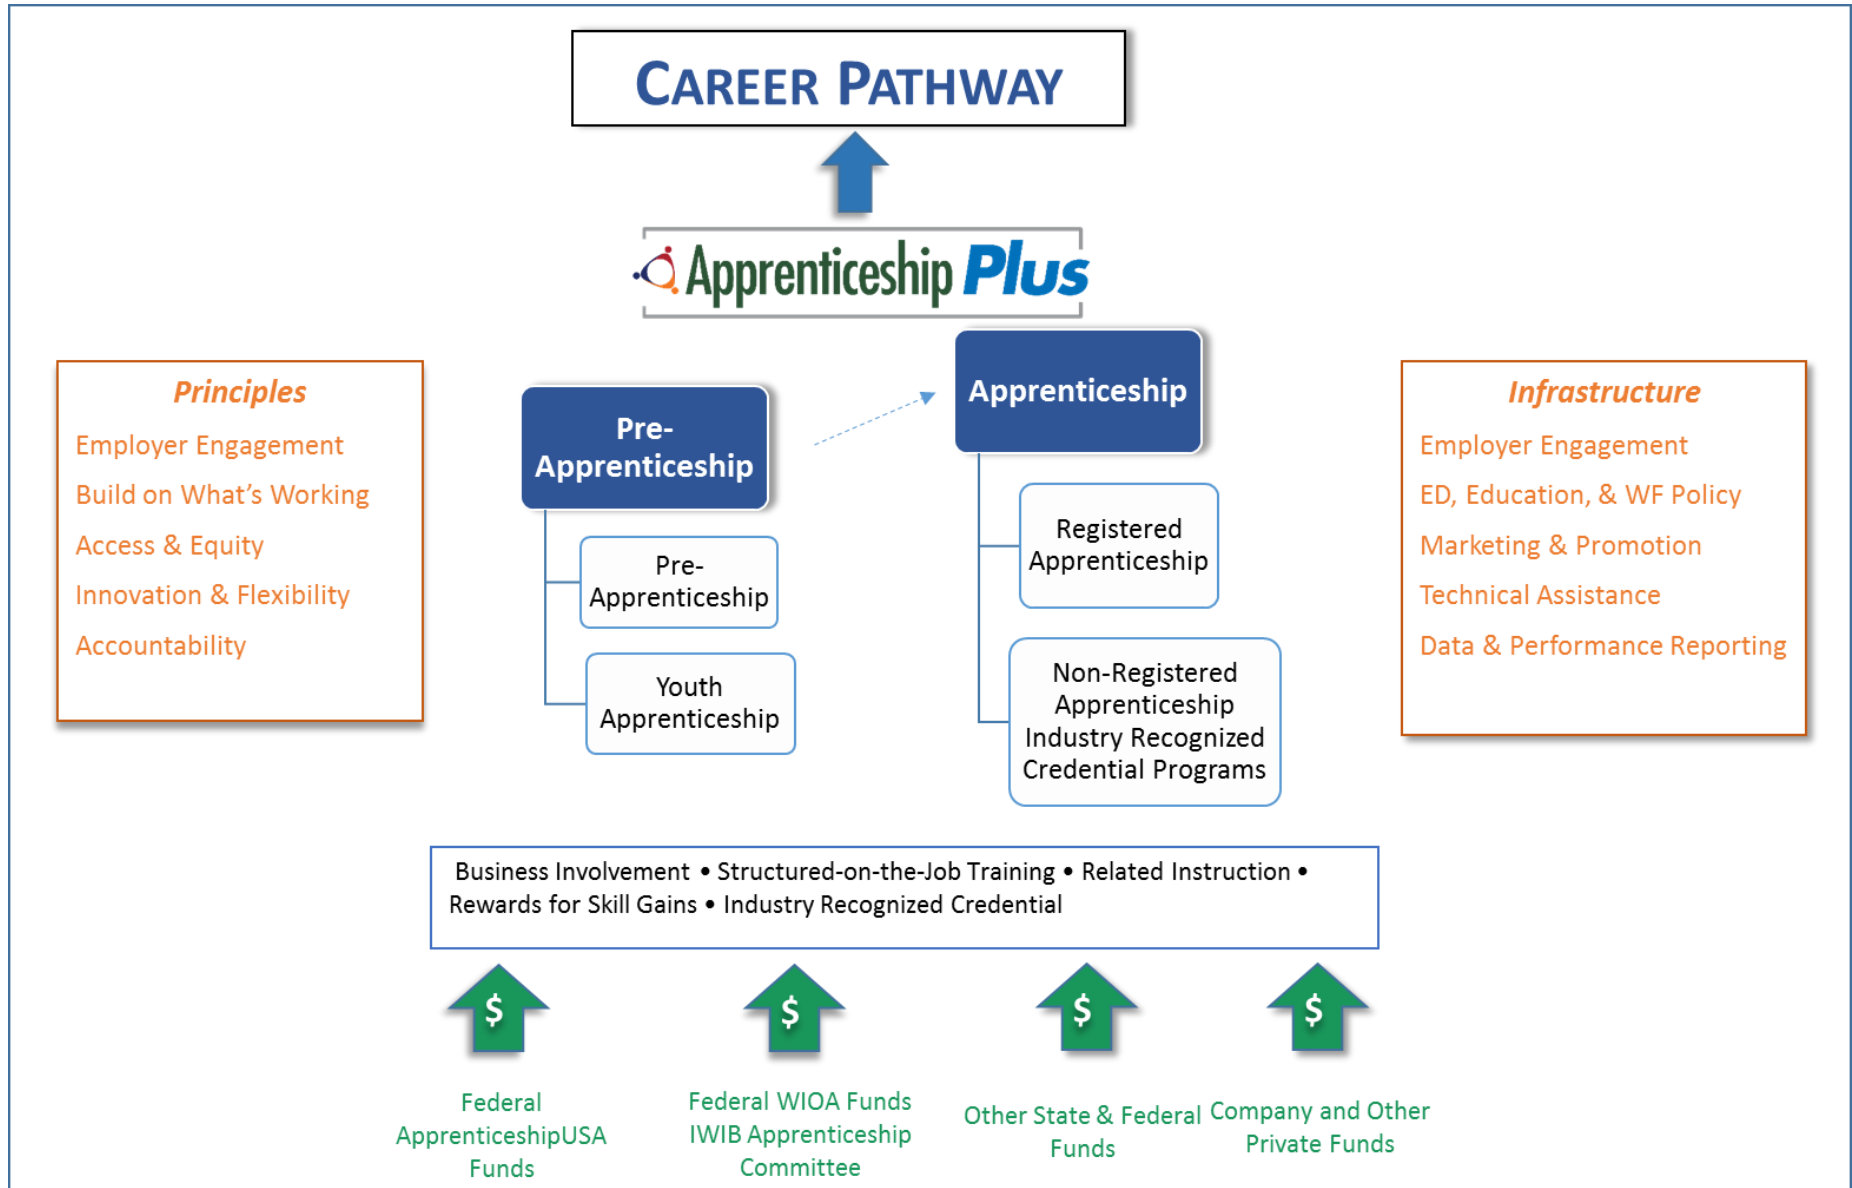 CAREER PATHWAY
Apprenticeship Plus
Principles
Employer Engagement
Build on What's Working
Access & Equity
Innovation & Flexibility
Accountability
Pre-
Apprenticeship
Pre-
Apprenticeship
Youth
Apprenticeship
Apprenticeship
Registered
Apprenticeship
Non-Registered
Apprenticeship
Industry Recognized
Credential Programs
Infrastructure
Employer Engagement
ED, Education, & WF Policy
Marketing & Promotion
Technical Assistance
Data & Performance Reporting
Business Involvement • Structured-on-the-Job Training • Related Instruction •
Rewards for Skill Gains • Industry Recognized Credential
$
$
$
$
Federal
ApprenticeshipUSA
Funds
Federal WIOA Funds
IWIB Apprenticeship
Committee
Other State & Federal
Funds
Company and Other
Private Funds